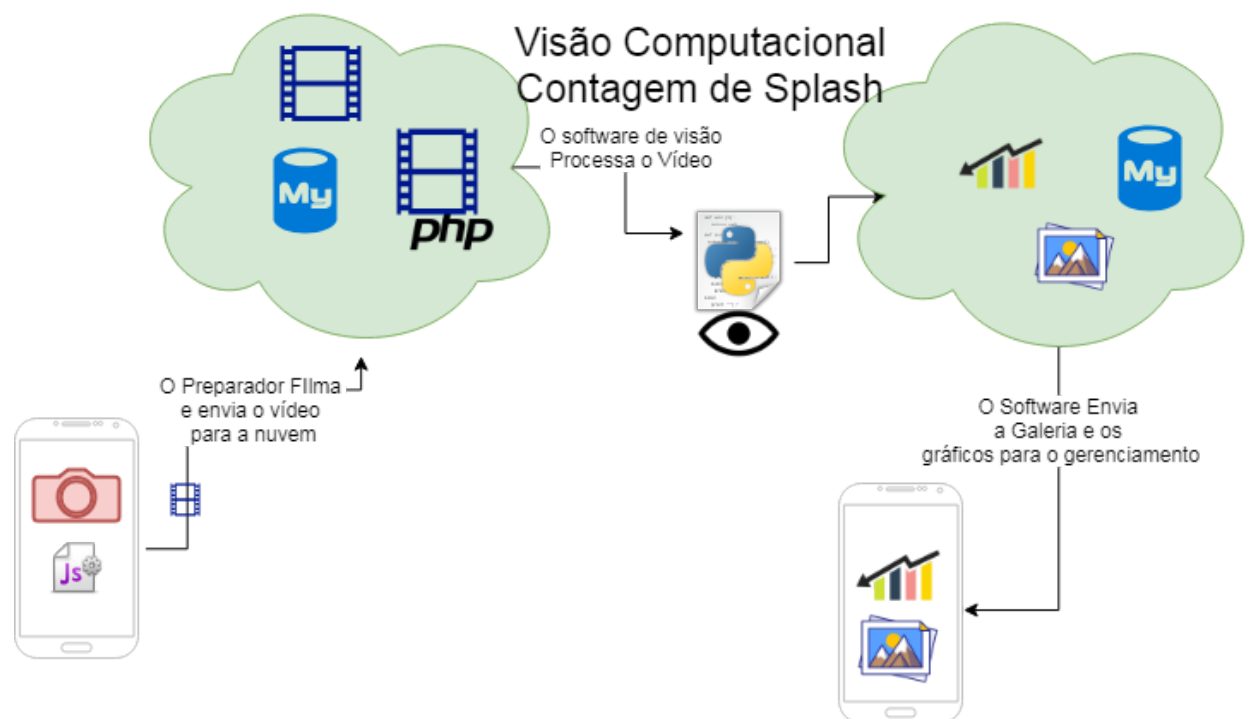 Visão Computacional
Contagem de Splash
My
php
O software de visão
Processa o Vídeo
My
O Preparador FIlma
e envia o vídeo
para a nuvem
Js
O Software Envia
a Galeria e os
gráficos para o gerenciamento